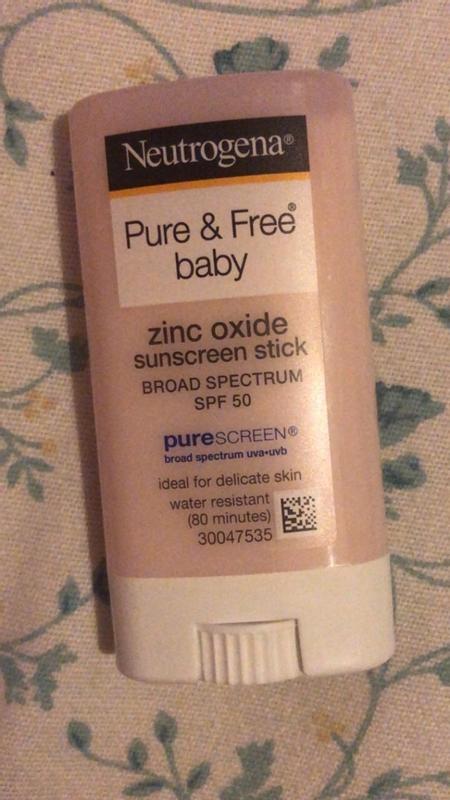 Neutrogena®
Pure & Free®
baby
zinc oxide
sunscreen stick
BROAD SPECTRUM
SPF 50
pureSCREEN®
broad spectrum uva•uvb
ideal for delicate skin
water resistant
(80 minutes)
30047535